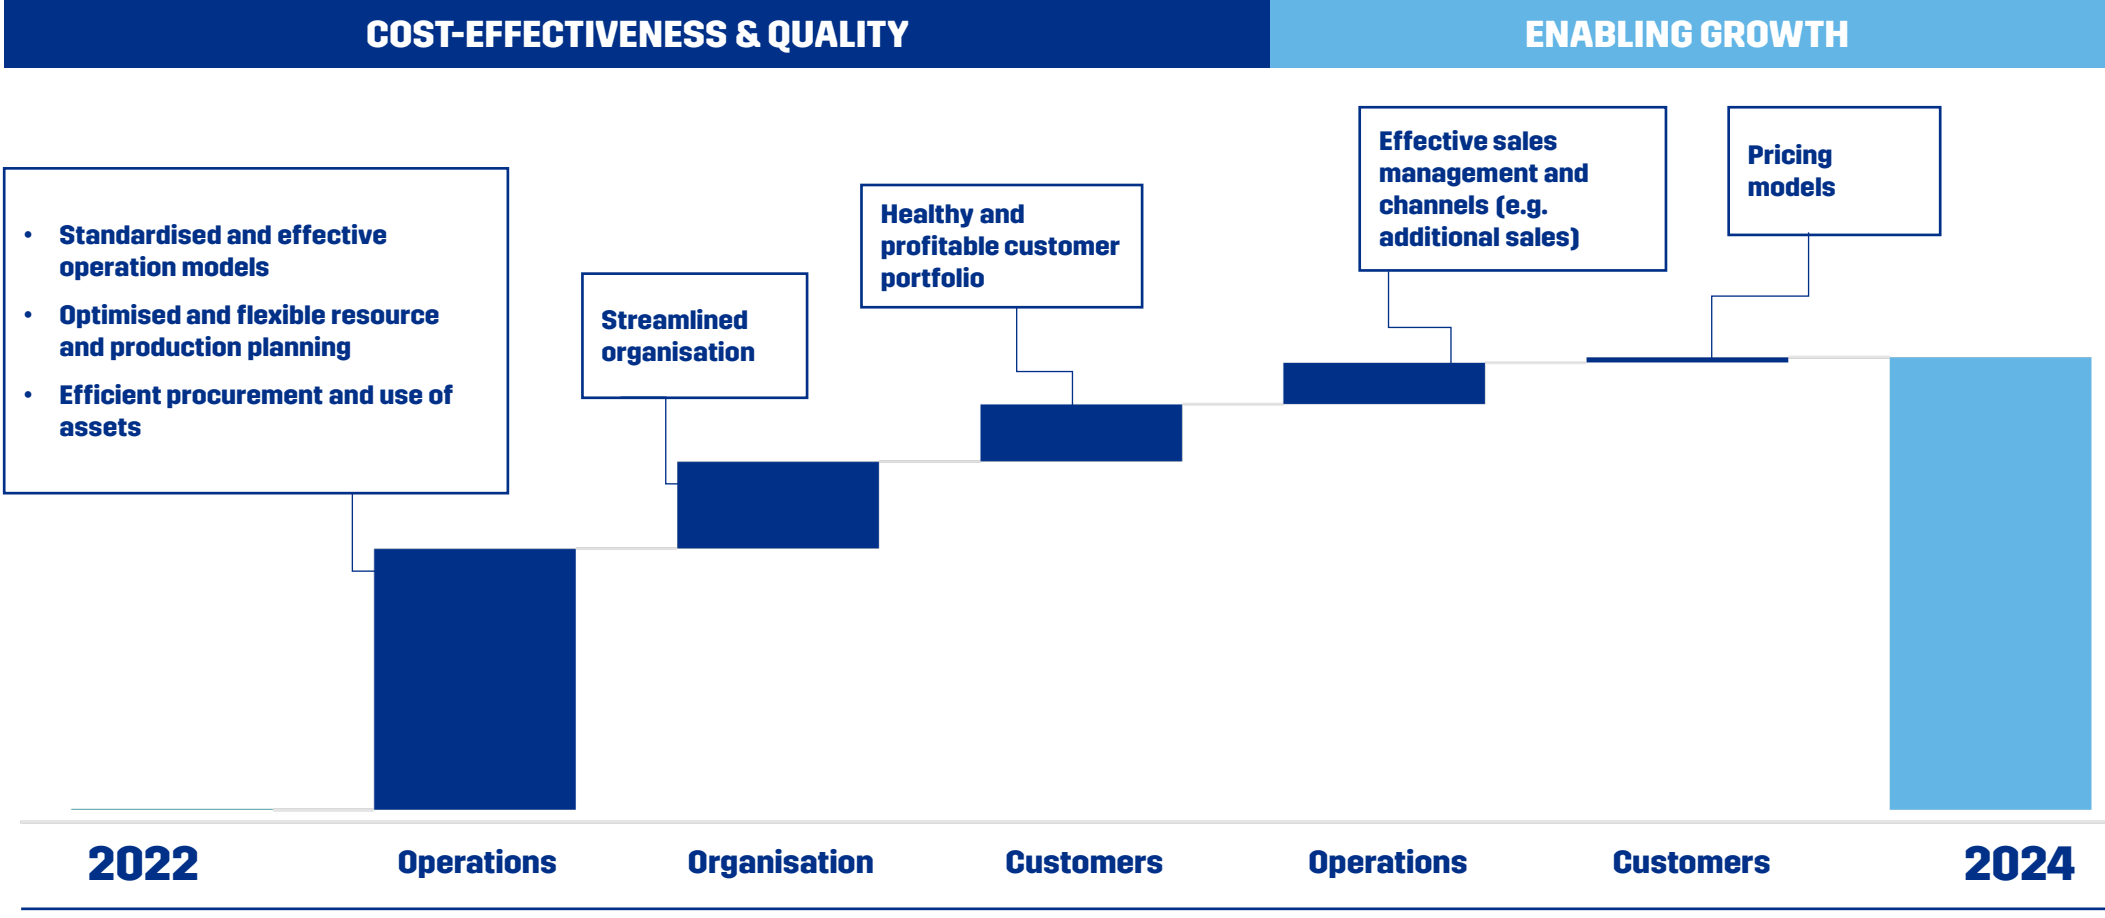 COST-EFFECTIVENESS & QUALITY
ENABLING GROWTH
• Standardised and effective
operation models
• Optimised and flexible resource
and production planning
• Efficient procurement and use of
assets
Streamlined
organisation
Healthy and
profitable customer
portfolio
Effective sales
management and
channels (e.g.
additional sales)
Pricing
models
2022
Operations
Organisation
Customers
Operations
Customers
2024